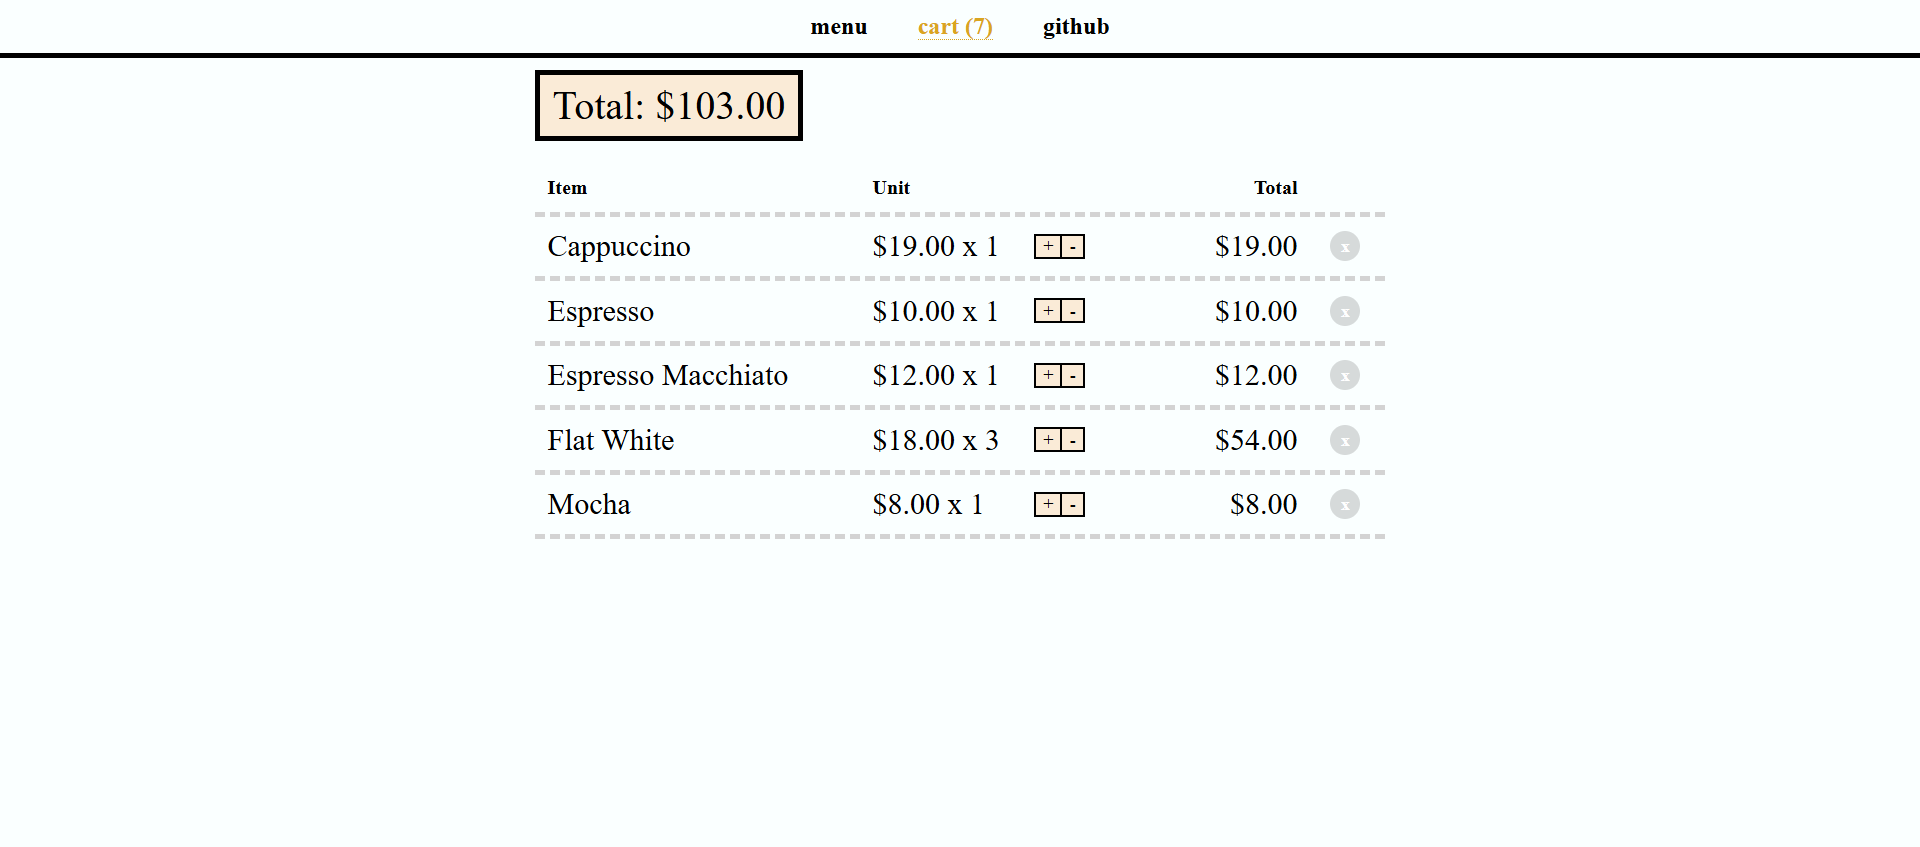 menu cart (7) github
Total: $103.00
Item Unit Total
Cappuccino $19.00 x 1 + - $19.00 x
Espresso $10.00 x 1 + - $10.00 x
Espresso Macchiato $12.00 x 1 + - $12.00 x
Flat White $18.00 x 3 + - $54.00 x
Mocha $8.00 x 1 + - $8.00 x